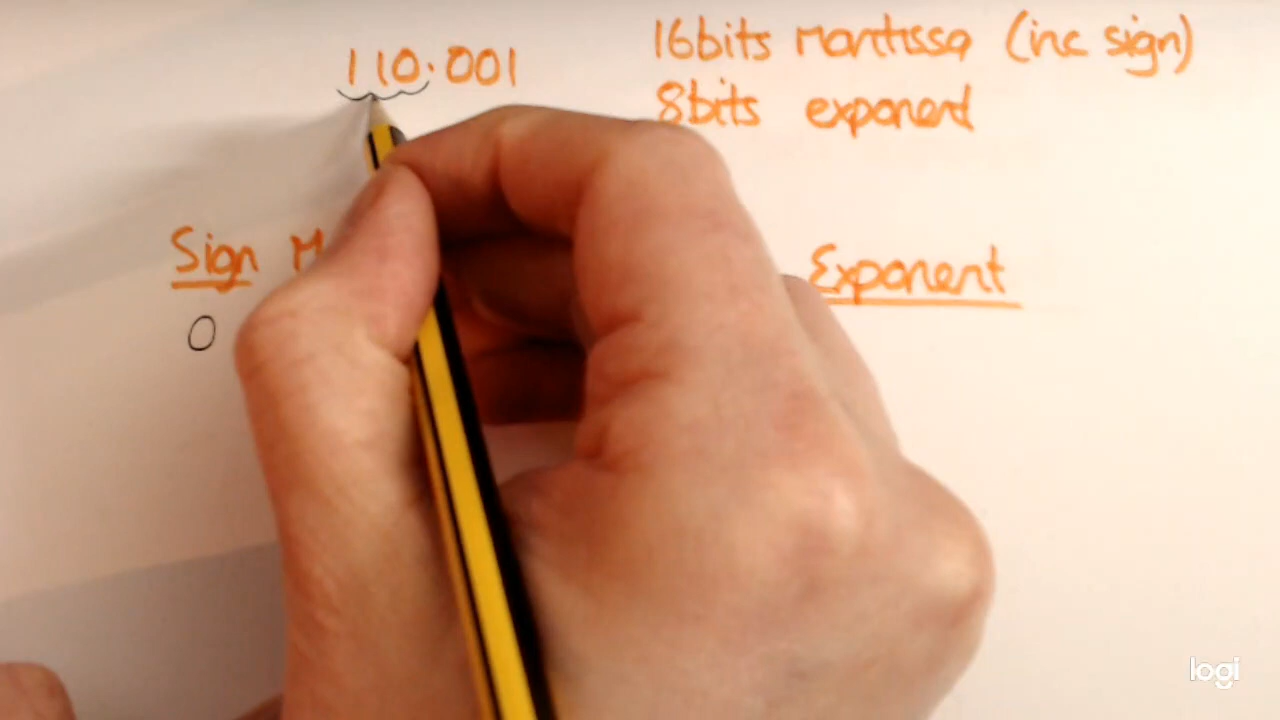 110.001
16bits Mantissa (inc sign)
8bits exponent
Sign Exponent
0
logi